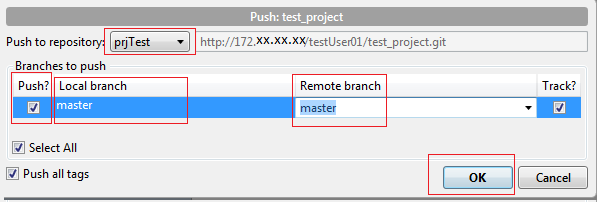 Push: test_project
Push to repository: prjTest http://172.xx.xx.xx/testUser01/test_project.git
Branches to push
Push? Local branch Remote branch Track?
master master
Select All
Push all tags OK Cancel